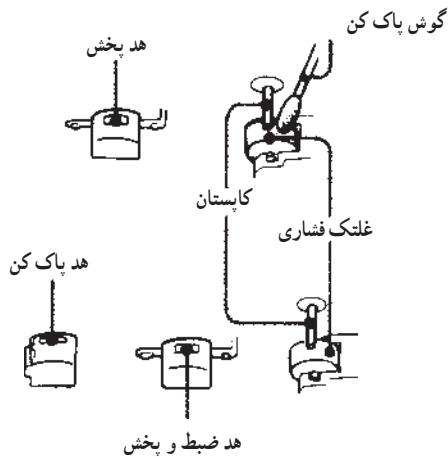 گوش پاک کن
هد پخش
کاپستان
غلتک فشاری
هد پاک کن
هد ضبط و پخش